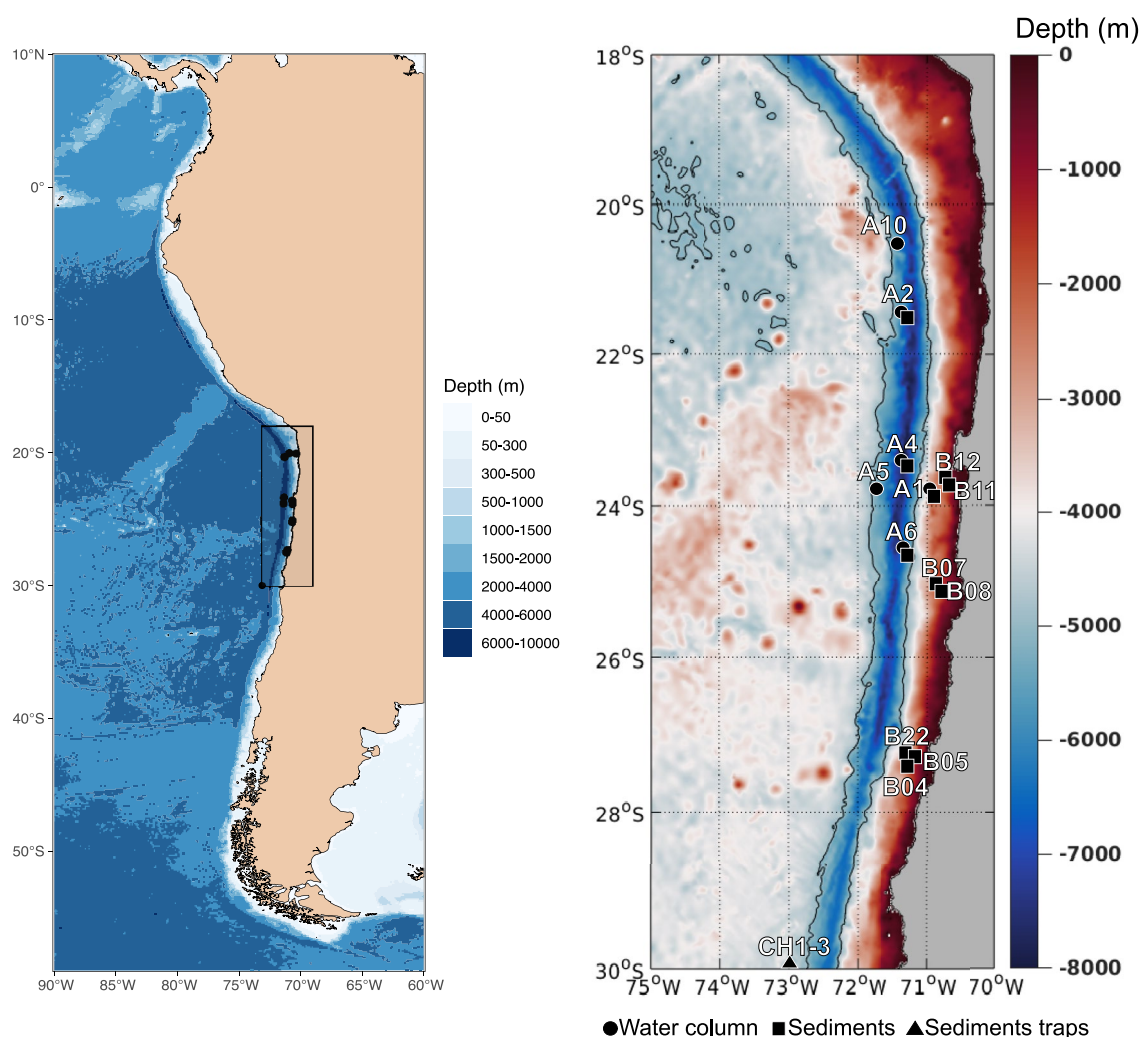 10°N
0°
10°S
20°S
30°S
40°S
50°S
90°W 85°W 80°W 75°W 70°W 65°W 60°W
Depth (m)
0-50
50-300
300-500
500-1000
1000-1500
1500-2000
2000-4000
4000-6000
6000-10000
Depth (m)
18°S
20°S
22°S
24°S
26°S
28°S
30°S
75°W 74°W 73°W 72°W 71°W 70°W
A10
A2
A4
A5
A1
B12
B11
A6
B07
B08
B22
B05
B04
CH1-3
0
-1000
-2000
-3000
-4000
-5000
-6000
-7000
-8000
Water column Sediments Sediments traps